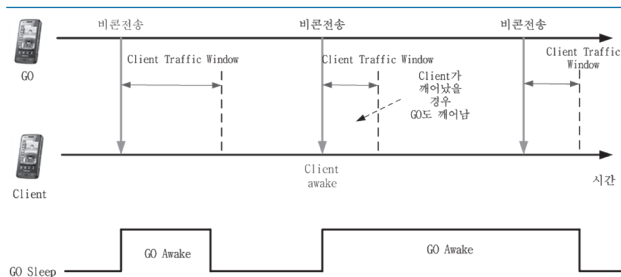 비콘전송
비콘전송
비콘전송
GO
Client Traffic Window
Client Traffic Window
Client Traffic
Window
Client가
깨어났을
경우
GO도 깨어남
Client
Client
awake
시간
GO Awake
GO Awake
GO Sleep